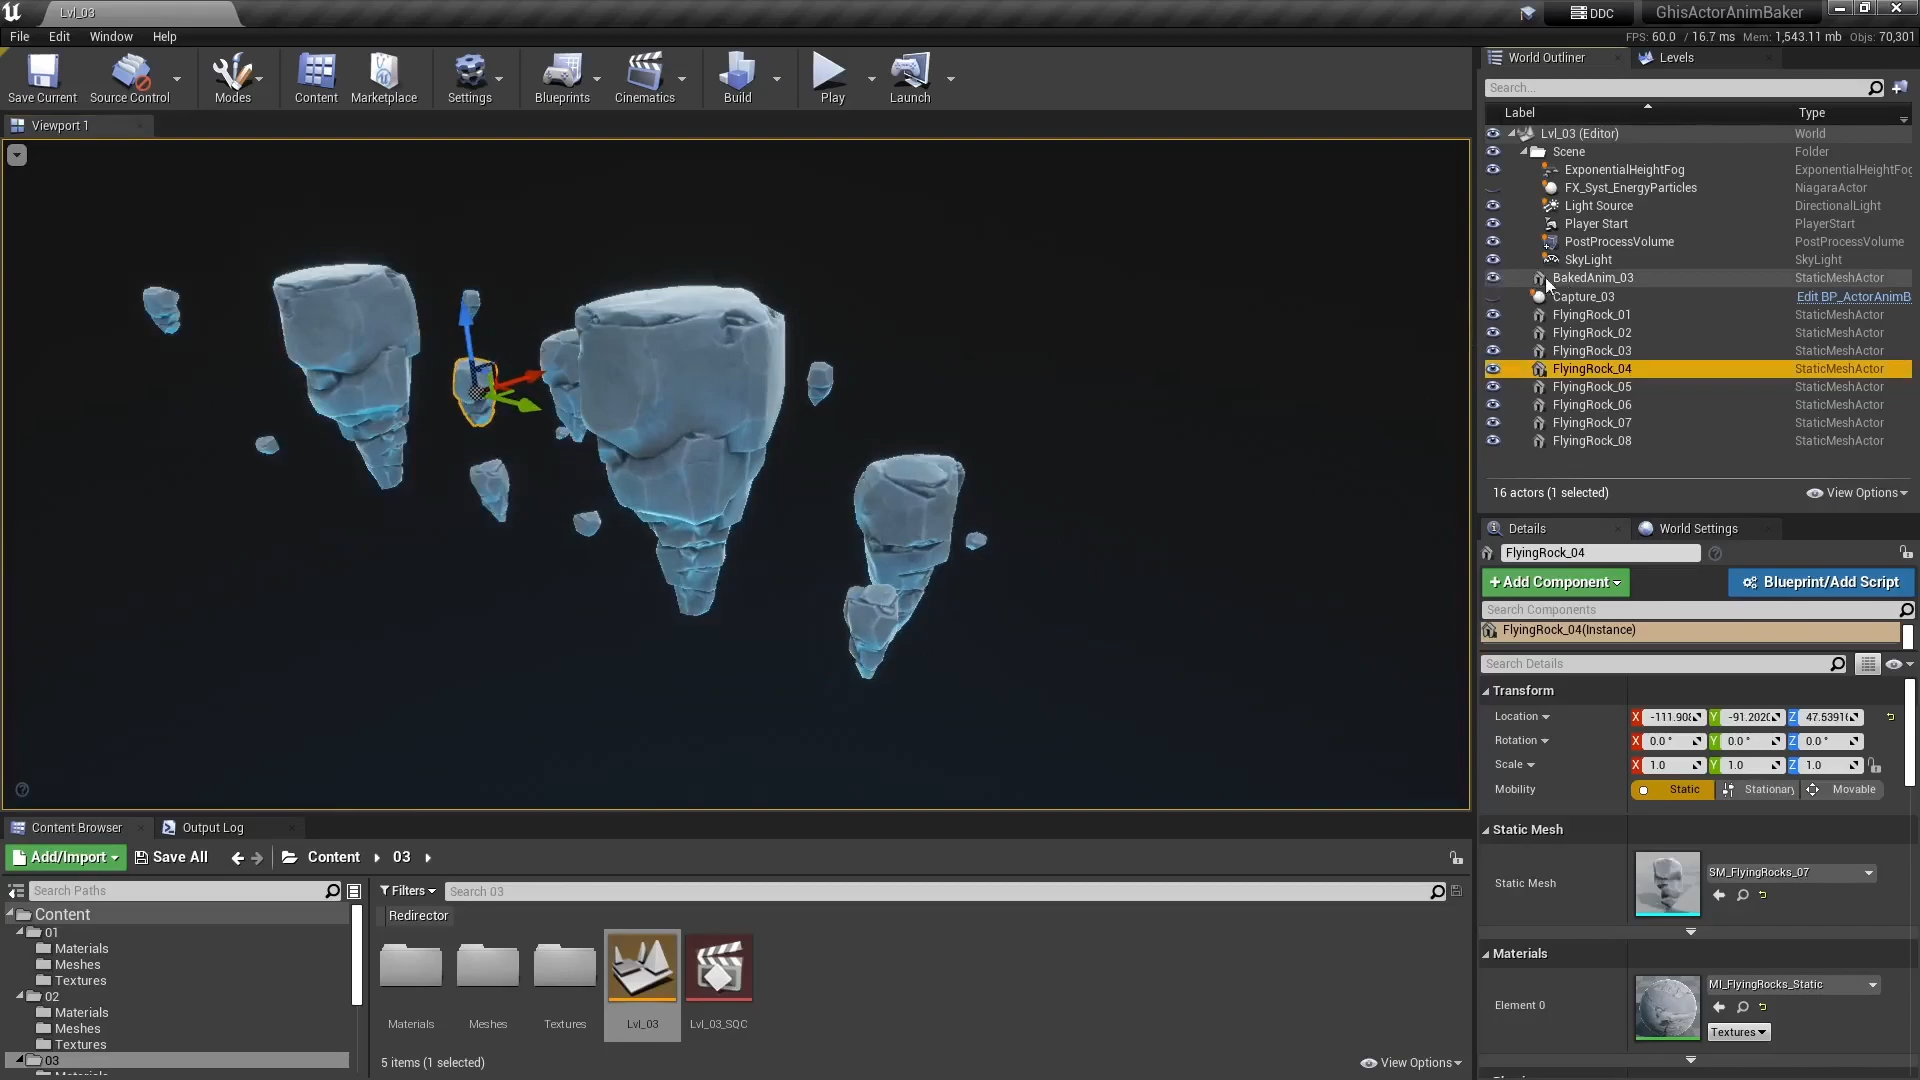 Lvl_03
DDC
GhisActorAnimBaker
File Edit Window Help
FPS: 60.0 / 16.7 ms Mem: 1,543.11 mb Objs: 70,301
Save Current Source Control Modes Content Marketplace Settings Blueprints Cinematics Build Play Launch
World Outliner Levels
Search...
Label Type
Viewport 1
Lvl_03 (Editor) World
Scene Folder
ExponentialHeightFog ExponentialHeightFog
FX_Syst_EnergyParticles NiagaraActor
Light Source DirectionalLight
Player Start PlayerStart
PostProcessVolume PostProcessVolume
SkyLight SkyLight
BakedAnim_03 StaticMeshActor
Capture_03 Edit BP_ActorAnimB
FlyingRock_01 StaticMeshActor
FlyingRock_02 StaticMeshActor
FlyingRock_03 StaticMeshActor
FlyingRock_04 StaticMeshActor
FlyingRock_05 StaticMeshActor
FlyingRock_06 StaticMeshActor
FlyingRock_07 StaticMeshActor
FlyingRock_08 StaticMeshActor
16 actors (1 selected) View Options
Details World Settings
FlyingRock_04
+Add Component Blueprint/Add Script
Search Components
FlyingRock_04(Instance)
Search Details
Transform
Location X -111.908 Y -91.2020 Z 47.5391
Rotation X 0.0 ° Y 0.0 ° Z 0.0 °
Scale X 1.0 Y 1.0 Z 1.0
Mobility Static Stationary Movable
Static Mesh
Static Mesh SM_FlyingRocks_07
Materials
Element 0 MI_FlyingRocks_Static
Textures
Content Browser Output Log
Add/Import Save All Content 03
Search Paths
Filters Search 03
Redirector
Content
01
Materials
Meshes
Textures
02
Materials
Meshes
Textures
03
Materials Meshes Textures Lvl_03 Lvl_03_SQC
5 items (1 selected) View Options